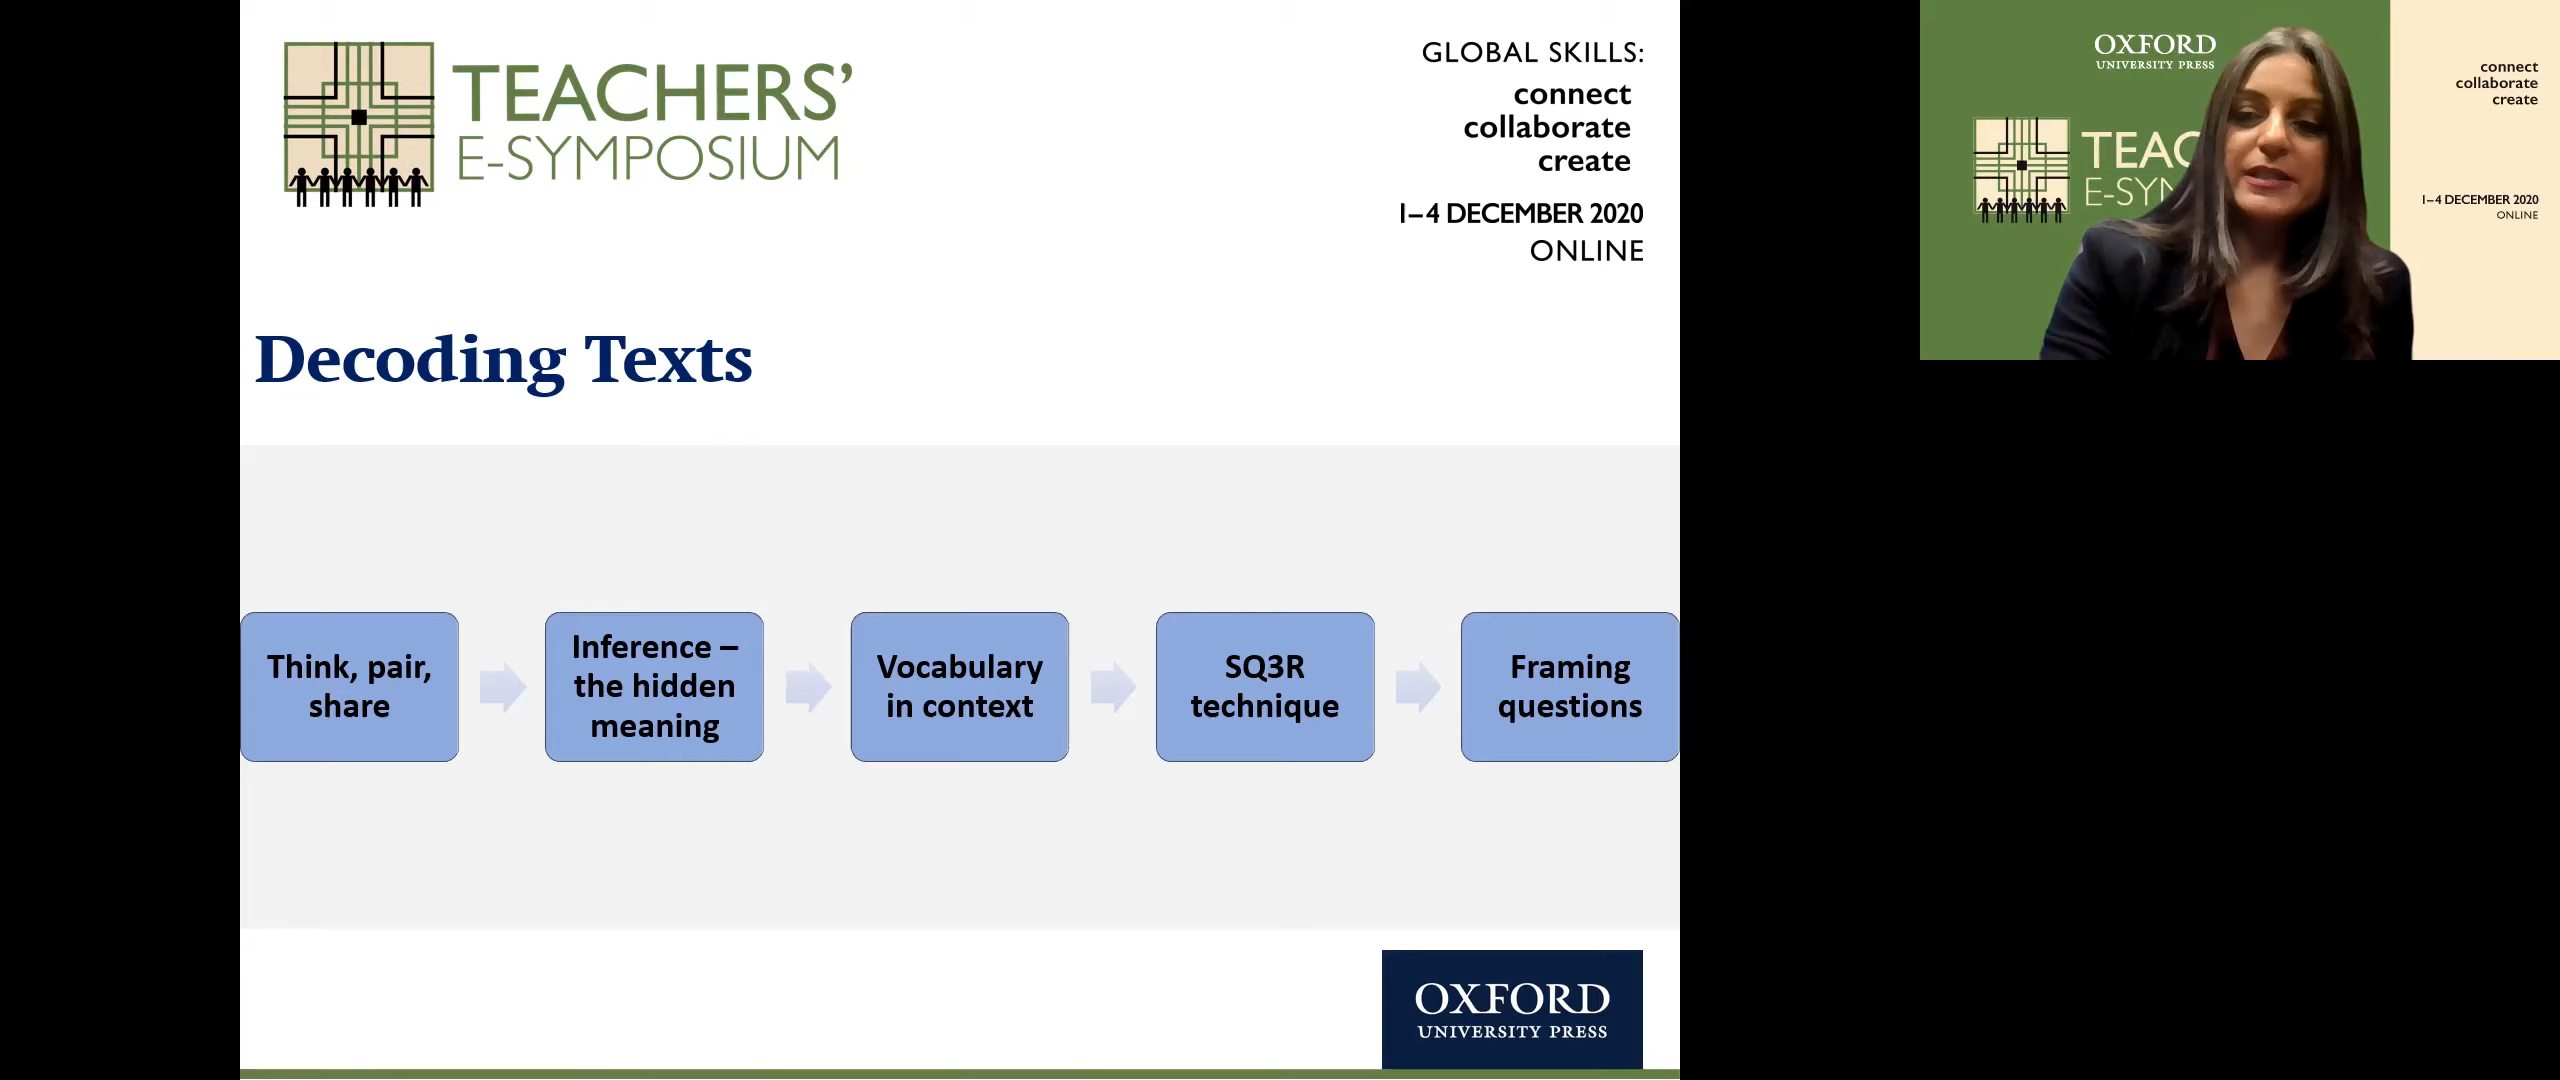 TEACHERS’
E-SYMPOSIUM
GLOBAL SKILLS:
connect
collaborate
create
1–4 DECEMBER 2020
ONLINE
Decoding Texts
Think, pair,
share
Inference –
the hidden
meaning
Vocabulary
in context
SQ3R
technique
Framing
questions
OXFORD
UNIVERSITY PRESS
OXFORD
UNIVERSITY PRESS
TEAC
E-SYM
connect
collaborate
create
1–4 DECEMBER 2020
ONLINE